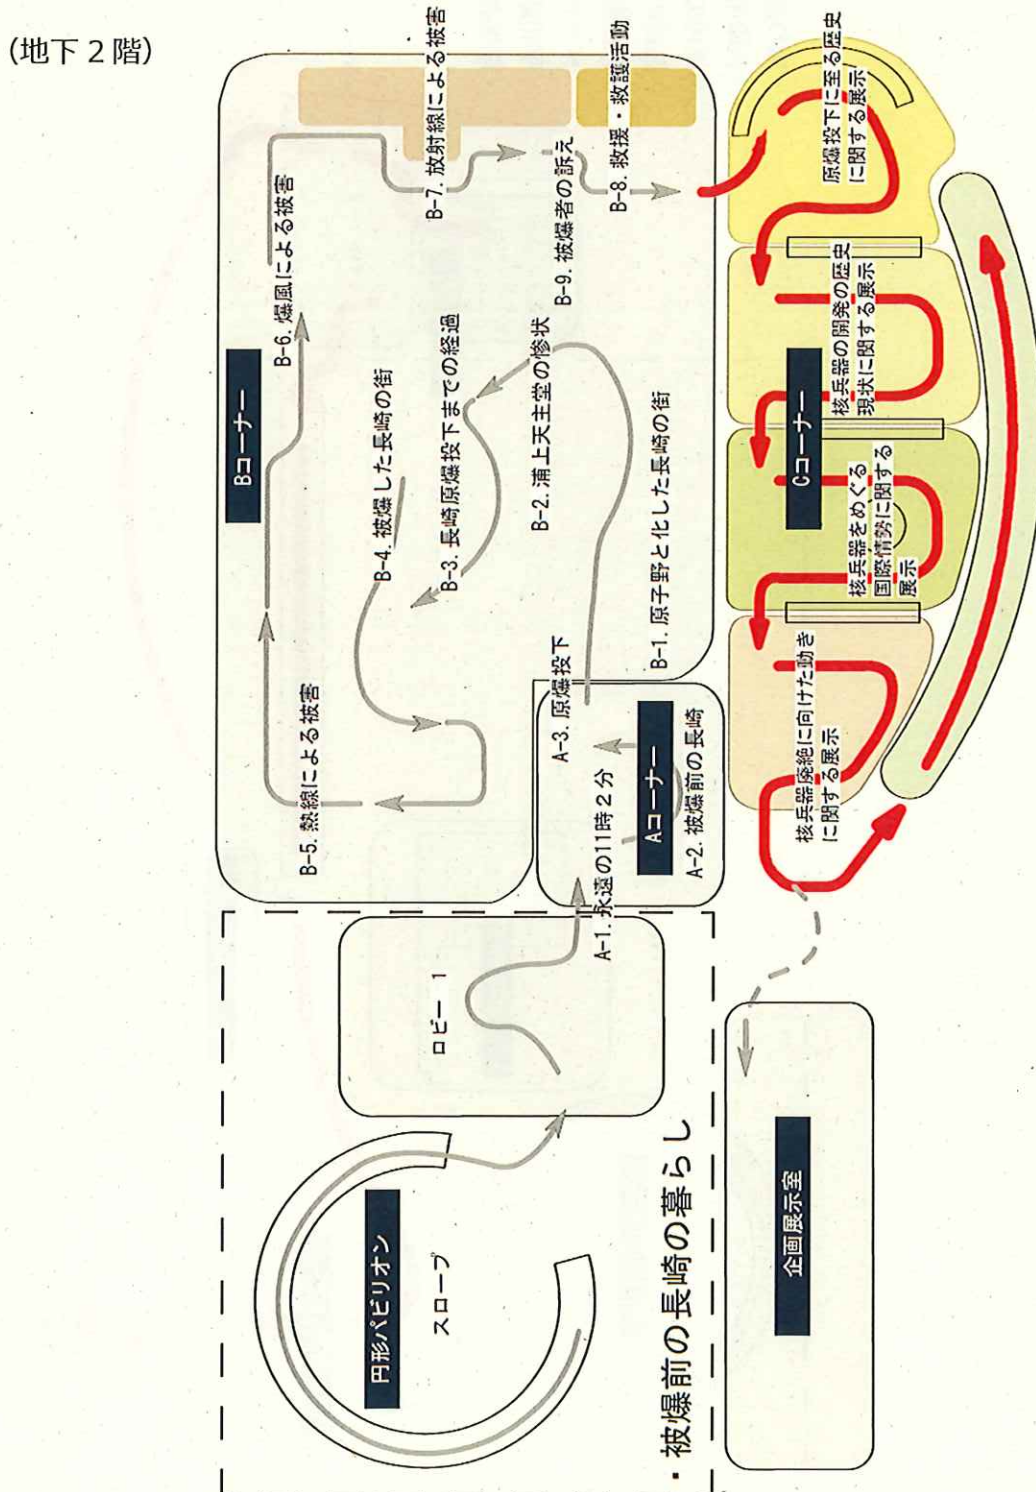 (地下２階)
円形パビリオン
スロープ
・被爆前の長崎の暮らし
ロビー 1
企画展示室
Aコーナー
A-1. 永遠の11時２分
A-2. 被爆前の長崎
A-3. 原爆投下
Bコーナー
B-1. 原子野と化した長崎の街
B-2. 浦上天主堂の惨状
B-3. 長崎原爆投下までの経過
B-4. 被爆した長崎の街
B-5. 熱線による被害
B-6. 爆風による被害
B-7. 放射線による被害
B-9. 被爆者の訴え
B-8. 救援・救護活動
Cコーナー
原爆投下に至る歴史
に関する展示
核兵器の開発の歴史
現状に関する展示
核兵器をめぐる
国際情勢に関する
展示
核兵器廃絶に向けた動き
に関する展示